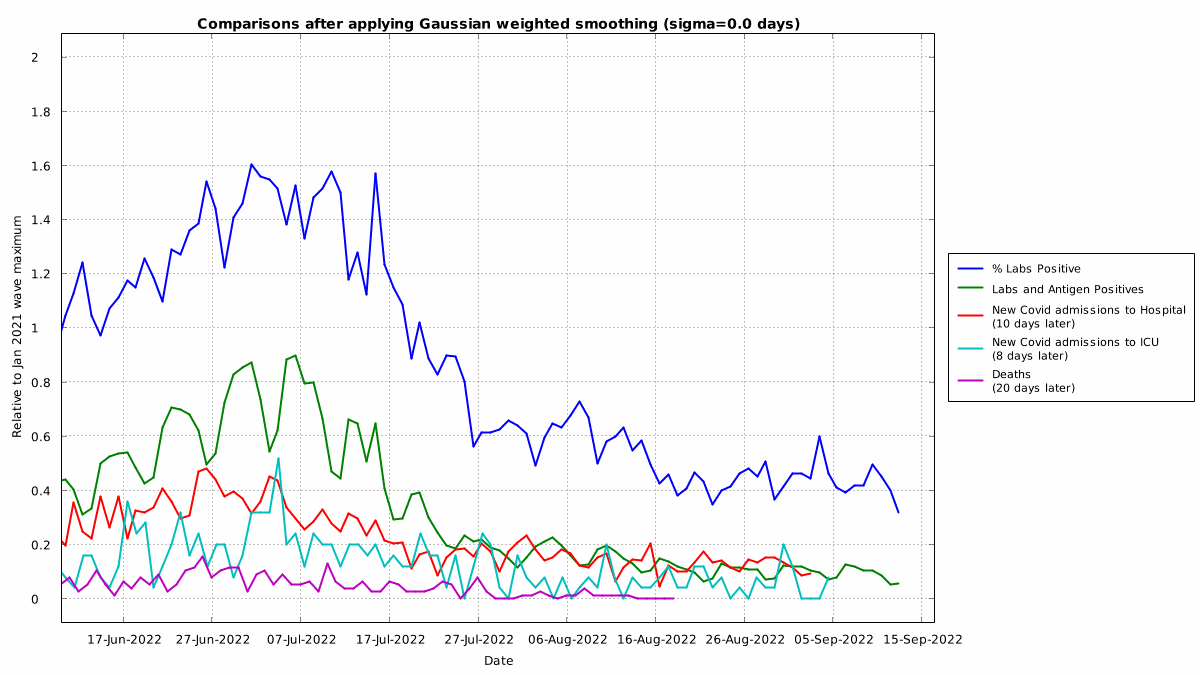 Comparisons after applying Gaussian weighted smoothing (sigma=0.0 days)
2
1.8
1.6
1.4
1.2
1
0.8
0.6
0.4
0.2
0
Relative to Jan 2021 wave maximum
17-Jun-2022 27-Jun-2022 07-Jul-2022 17-Jul-2022 27-Jul-2022 06-Aug-2022 16-Aug-2022 26-Aug-2022 05-Sep-2022 15-Sep-2022
Date
% Labs Positive
Labs and Antigen Positives
New Covid admissions to Hospital
(10 days later)
New Covid admissions to ICU
(8 days later)
Deaths
(20 days later)